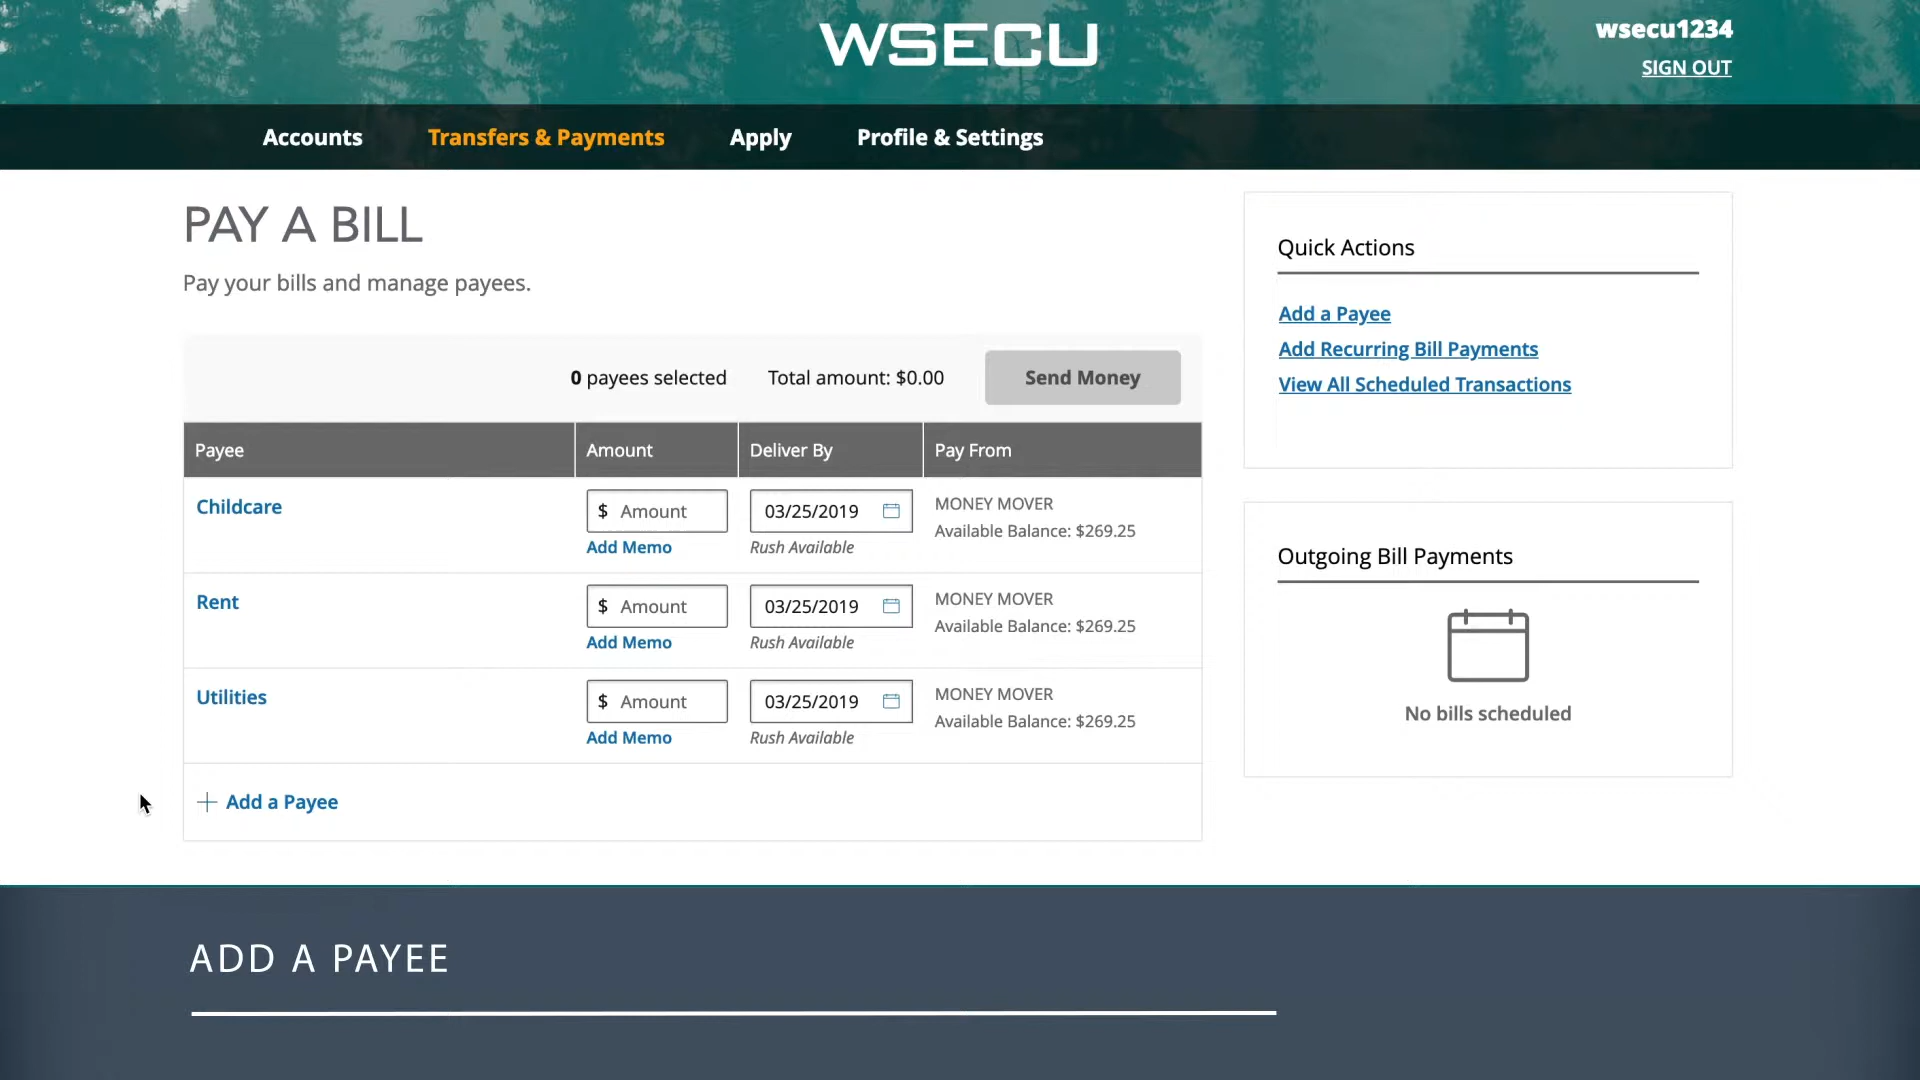 WSECU
wsecu1234
SIGN OUT
Accounts Transfers & Payments Apply Profile & Settings
PAY A BILL
Pay your bills and manage payees.
0 payees selected Total amount: $0.00 Send Money
Payee Amount Deliver By Pay From
Childcare $ Amount 03/25/2019 MONEY MOVER
Available Balance: $269.25
Add Memo Rush Available
Rent $ Amount 03/25/2019 MONEY MOVER
Available Balance: $269.25
Add Memo Rush Available
Utilities $ Amount 03/25/2019 MONEY MOVER
Available Balance: $269.25
Add Memo Rush Available
Add a Payee
Quick Actions
Add a Payee
Add Recurring Bill Payments
View All Scheduled Transactions
Outgoing Bill Payments
No bills scheduled
ADD A PAYEE